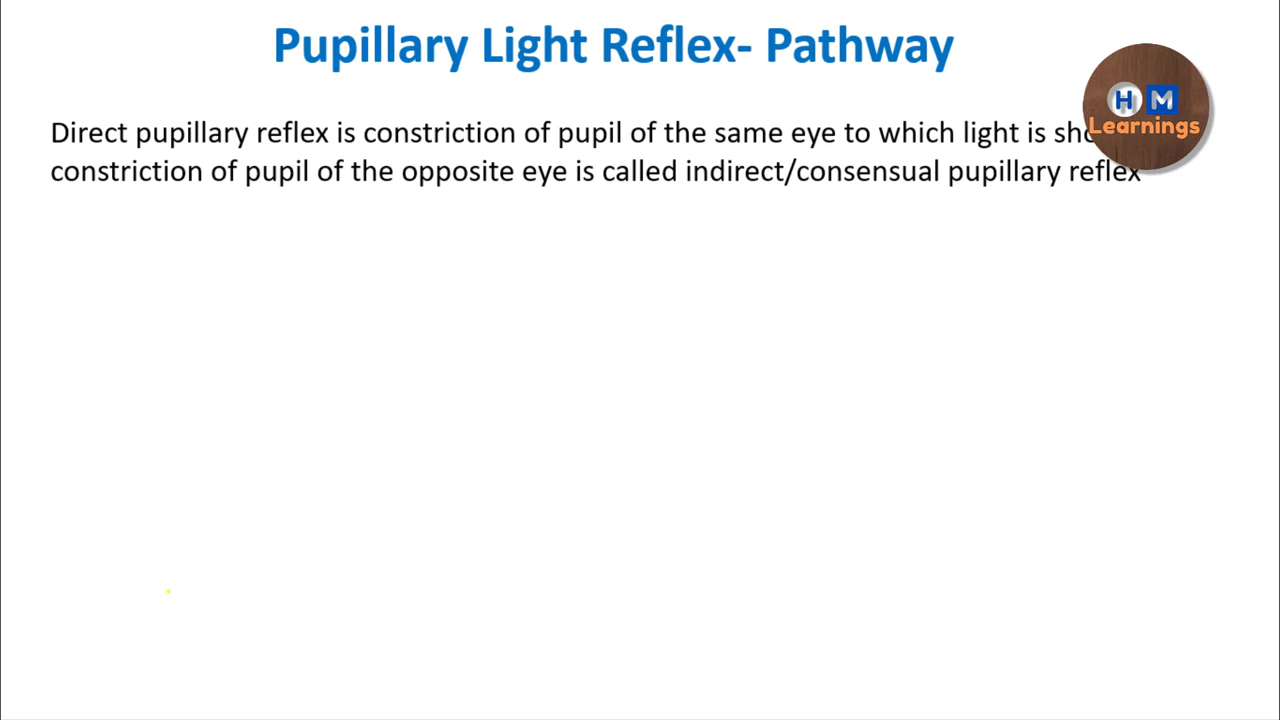 Pupillary Light Reflex- Pathway
H M
Learnings
Direct pupillary reflex is constriction of pupil of the same eye to which light is
constriction of pupil of the opposite eye is called indirect/consensual pupillary reflex